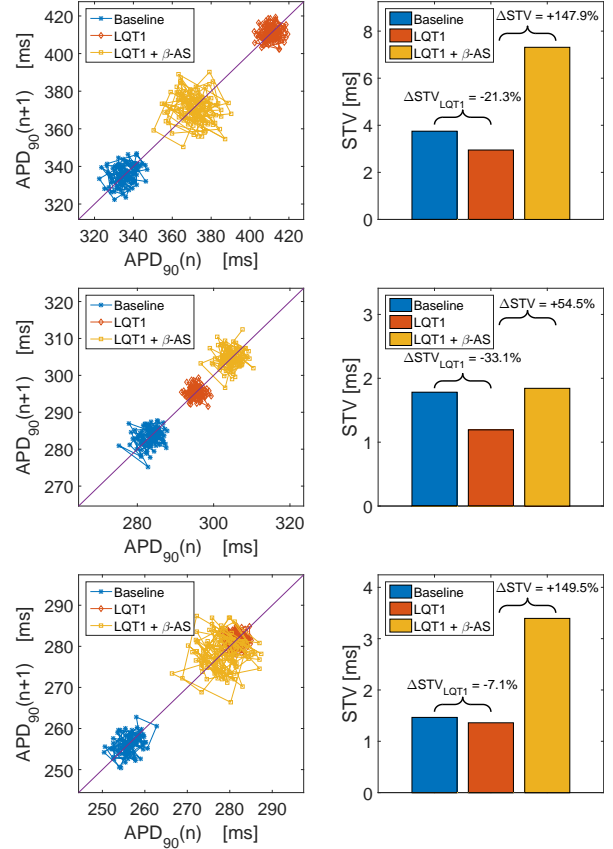 420
400
380
360
340
320
APD90(n+1) [ms]
Baseline
LQT1
LQT1 + β-AS
320 340 360 380 400 420
APD90(n) [ms]
8
6
4
2
0
STV [ms]
Baseline
LQT1
LQT1 + β-AS
ΔSTV = +147.9%
ΔSTVLQT1 = -21.3%
320
310
300
290
280
270
APD90(n+1) [ms]
Baseline
LQT1
LQT1 + β-AS
280 300 320
APD90(n) [ms]
3
2
1
0
STV [ms]
Baseline
LQT1
LQT1 + β-AS
ΔSTV = +54.5%
ΔSTVLQT1 = -33.1%
290
280
270
260
250
APD90(n+1) [ms]
Baseline
LQT1
LQT1 + β-AS
250 260 270 280 290
APD90(n) [ms]
4
3
2
1
0
STV [ms]
Baseline
LQT1
LQT1 + β-AS
ΔSTV = +149.5%
ΔSTVLQT1 = -7.1%